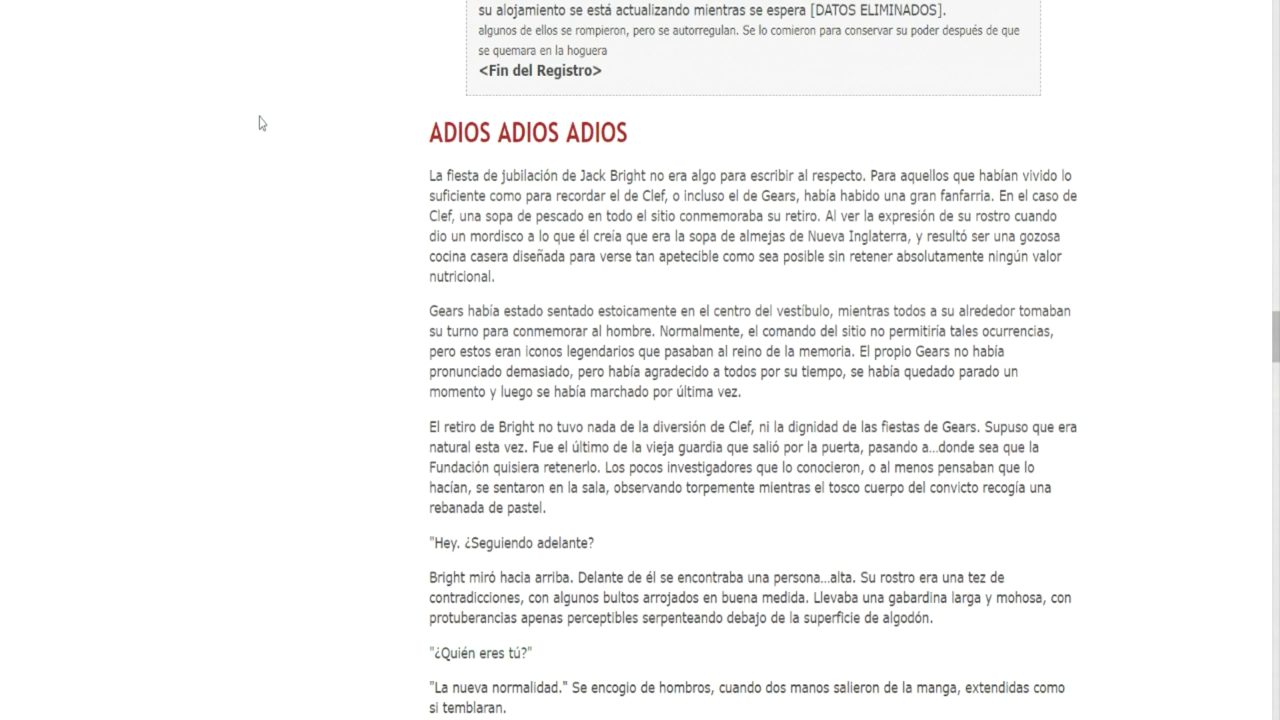 su alojamiento se está actualizando mientras se espera [DATOS ELIMINADOS].
algunos de ellos se rompieron, pero se autorregulan. Se lo comieron para conservar su poder después de que
se quemara en la hoguera
<Fin del Registro>
ADIOS ADIOS ADIOS
La fiesta de jubilación de Jack Bright no era algo para escribir al respecto. Para aquellos que habían vivido lo
suficiente como para recordar el de Clef, o incluso el de Gears, había habido una gran fanfarria. En el caso de
Clef, una sopa de pescado en todo el sitio conmemoraba su retiro. Al ver la expresión de su rostro cuando
dio un mordisco a lo que él creía que era la sopa de almejas de Nueva Inglaterra, y resultó ser una gozosa
cocina casera diseñada para verse tan apetecible como sea posible sin retener absolutamente ningún valor
nutricional.
Gears había estado sentado estoicamente en el centro del vestíbulo, mientras todos a su alrededor tomaban
su turno para conmemorar al hombre. Normalmente, el comando del sitio no permitiría tales ocurrencias,
pero estos eran iconos legendarios que pasaban al reino de la memoria. El propio Gears no había
pronunciado demasiado, pero había agradecido a todos por su tiempo, se había quedado parado un
momento y luego se había marchado por última vez.
El retiro de Bright no tuvo nada de la diversión de Clef, ni la dignidad de las fiestas de Gears. Supuso que era
natural esta vez. Fue el último de la vieja guardia que salió por la puerta, pasando a...donde sea que la
Fundación quisiera retenerlo. Los pocos investigadores que lo conocieron, o al menos pensaban que lo
hacían, se sentaron en la sala, observando torpemente mientras el tosco cuerpo del convicto recogía una
rebanada de pastel.
"Hey. ¿Seguiendo adelante?
Bright miró hacia arriba. Delante de él se encontraba una persona...alta. Su rostro era una tez de
contradicciones, con algunos bultos arrojados en buena medida. Llevaba una gabardina larga y mohosa, con
protuberancias apenas perceptibles serpenteando debajo de la superficie de algodón.
"¿Quién eres tú?"
"La nueva normalidad." Se encogio de hombros, cuando dos manos salieron de la manga, extendidas como
si temblaran.